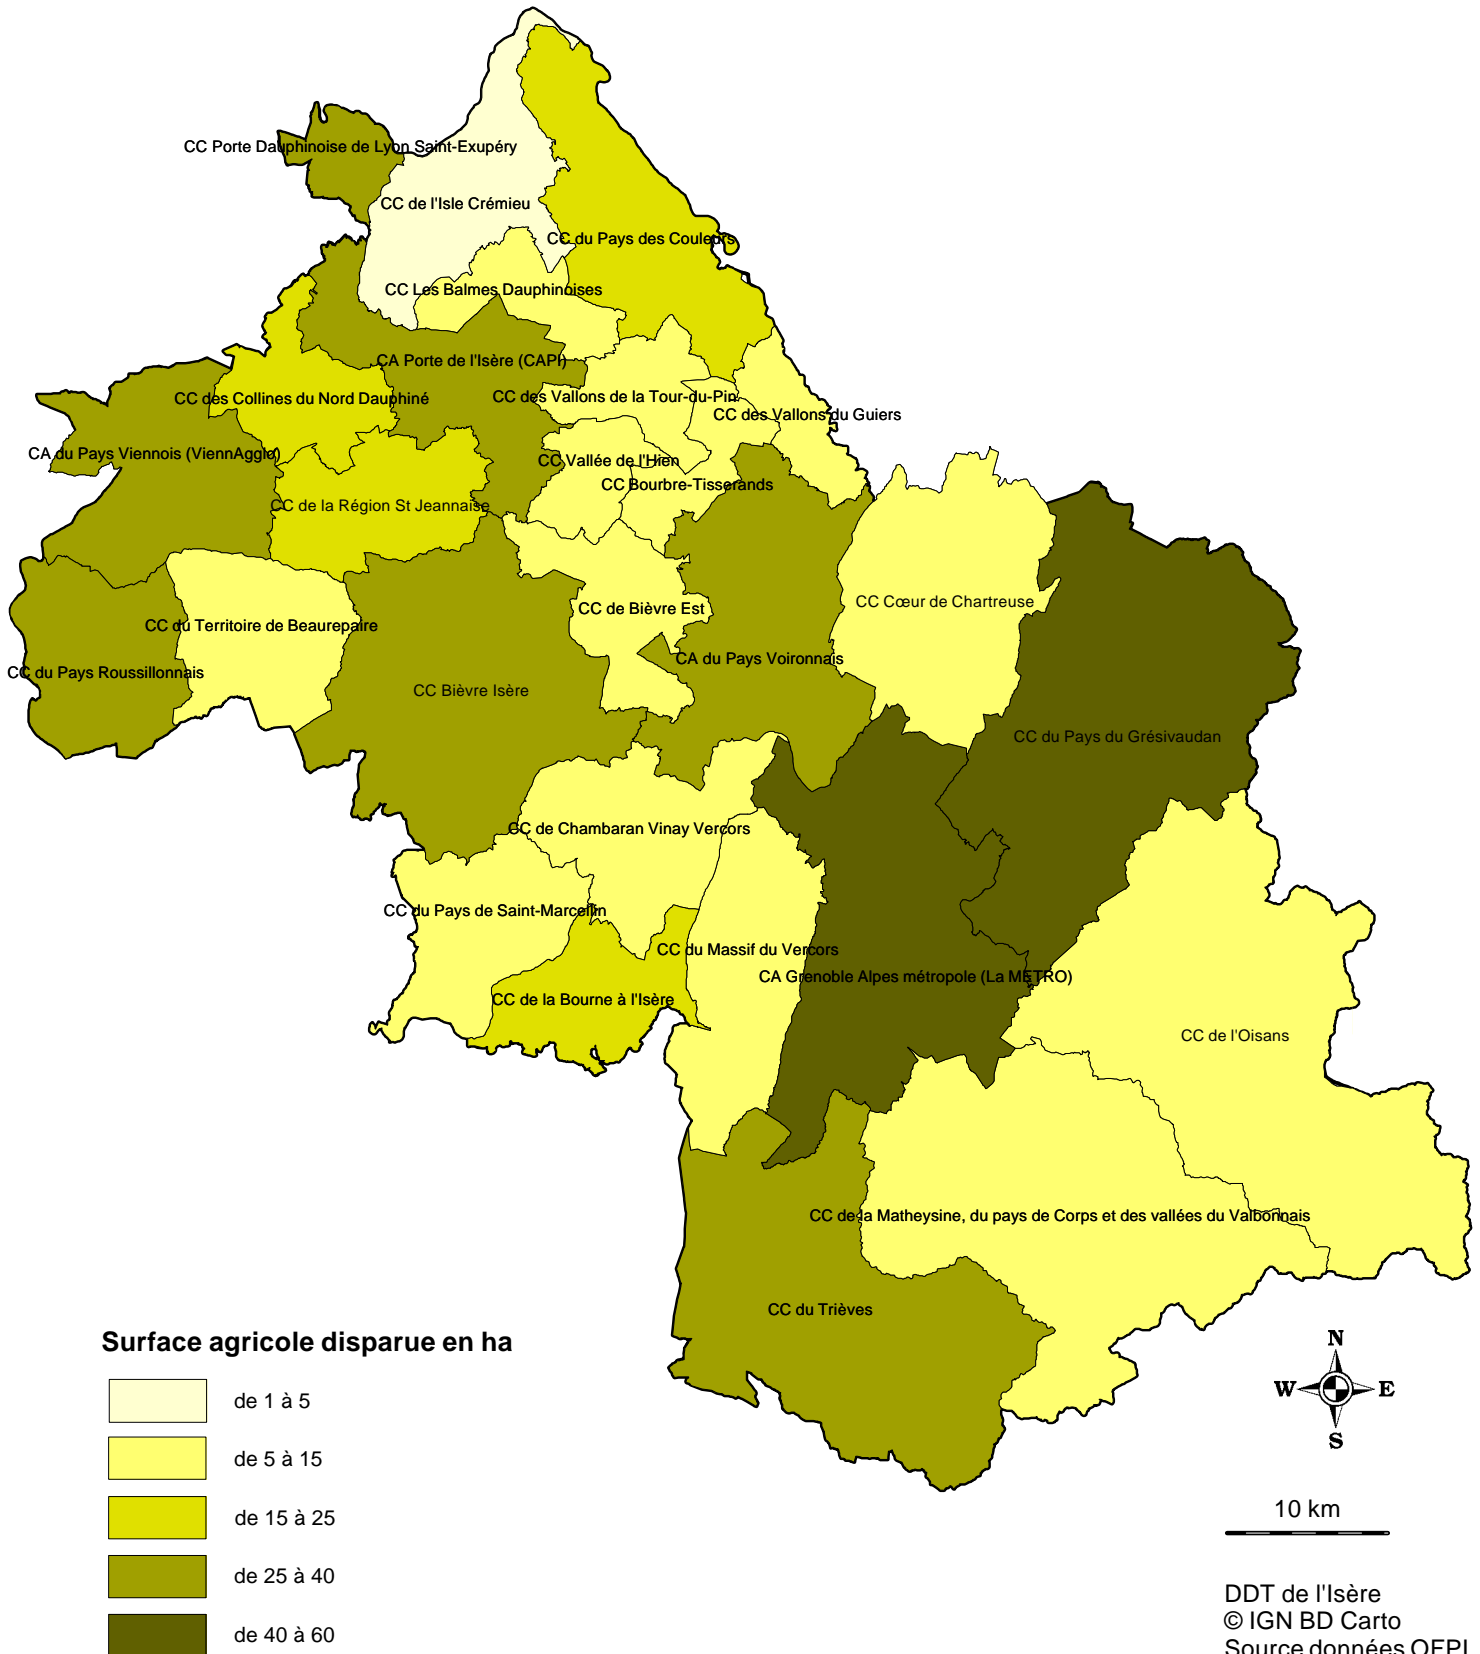 CC Porte Dauphinoise de Lyon Saint-Exupéry
CC de l'Isle Crémieu
CC du Pays des Couleurs
CC Les Balmes Dauphinoises
CA Porte de l'Isère (CAPI)
CC des Collines du Nord Dauphiné
CC des Vallons de la Tour-du-Pin
CC des Vallons du Guiers
CA du Pays Viennois (ViennAgglo)
CC Vallée de l'Hien
CC Bourbre-Tisserands
CC de la Région St Jeannaise
CC Cœur de Chartreuse
CC de Bièvre Est
CC du Territoire de Beaurepaire
CA du Pays Voironnais
CC du Pays Roussillonnais
CC Bièvre Isère
CC du Pays du Grésivaudan
CC de Chambaran Vinay Vercors
CC du Pays de Saint-Marcellin
CC du Massif du Vercors
CA Grenoble Alpes métropole (La METRO)
CC de la Bourne à l'Isère
CC de l'Oisans
CC de la Matheysine, du pays de Corps et des vallées du Valbonnais
CC du Trièves
Surface agricole disparue en ha
de 1 à 5
de 5 à 15
de 15 à 25
de 25 à 40
de 40 à 60
N
W E
S
10 km
DDT de l'Isère
© IGN BD Carto
Source données OFPI